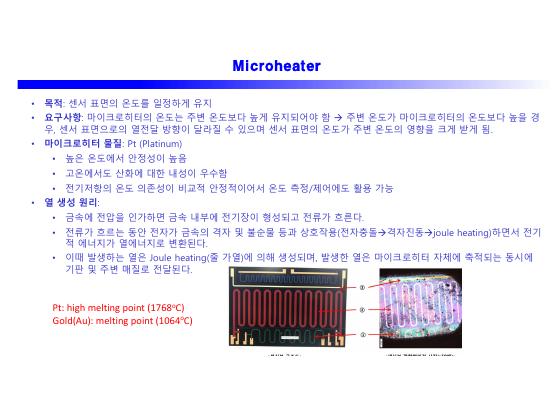 Microheater
• 목적: 센서 표면의 온도를 일정하게 유지
• 요구사항: 마이크로히터의 온도는 주변 온도보다 높게 유지되어야 함 → 주변 온도가 마이크로히터의 온도보다 높을 경
우, 센서 표면으로의 열전달 방향이 달라질 수 있으며 센서 표면의 온도가 주변 온도의 영향을 크게 받게 됨.
• 마이크로히터 물질: Pt (Platinum)
• 높은 온도에서 안정성이 높음
• 고온에서도 산화에 대한 내성이 우수함
• 전기저항의 온도 의존성이 비교적 안정적이어서 온도 측정/제어에도 활용 가능
• 열 생성 원리:
• 금속에 전압을 인가하면 금속 내부에 전기장이 형성되고 전류가 흐른다.
• 전류가 흐르는 동안 전자가 금속의 격자 및 불순물 등과 상호작용(전자충돌→격자진동→joule heating)하면서 전기
적 에너지가 열에너지로 변환된다.
• 이때 발생하는 열은 Joule heating(줄 가열)에 의해 생성되며, 발생한 열은 마이크로히터 자체에 축적되는 동시에
기판 및 주변 매질로 전달된다.
Pt: high melting point (1768°C)
Gold(Au): melting point (1064°C)